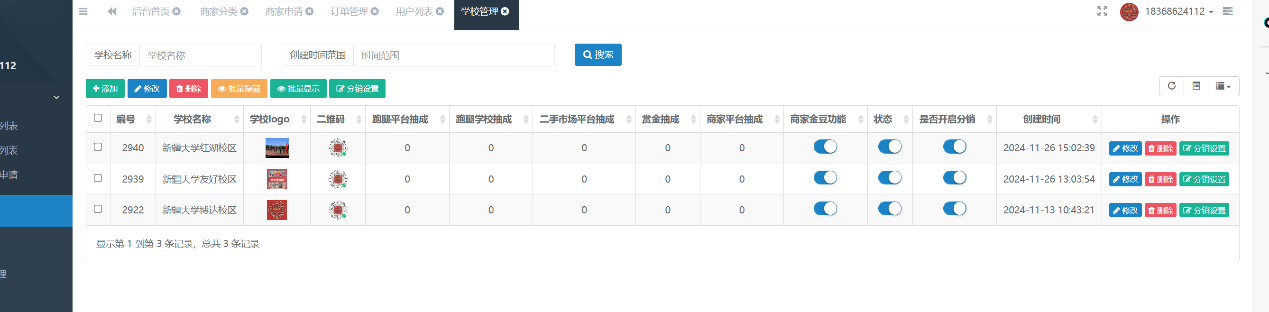 后台首页 商家分类 商家申请 订单管理 用户列表 学校管理 18368624112
112
列表
列表
申请
理
学校名称 学校名称 创建时间范围 时间范围 搜索
添加 修改 删除 批量隐藏 批量显示 分销设置
编号 学校名称 学校logo 二维码 跑腿平台抽成 跑腿学校抽成 二手市场平台抽成 赏金抽成 商家平台抽成 商家金豆功能 状态 是否开启分销 创建时间 操作
2940 新疆大学红湖校区 0 0 0 0 0 2024-11-26 15:02:39 修改 删除 分销设置
2939 新疆大学友好校区 0 0 0 0 0 2024-11-26 13:03:54 修改 删除 分销设置
2922 新疆大学博达校区 0 0 0 0 0 2024-11-13 10:43:21 修改 删除 分销设置
显示第 1 到第 3 条记录，总共 3 条记录